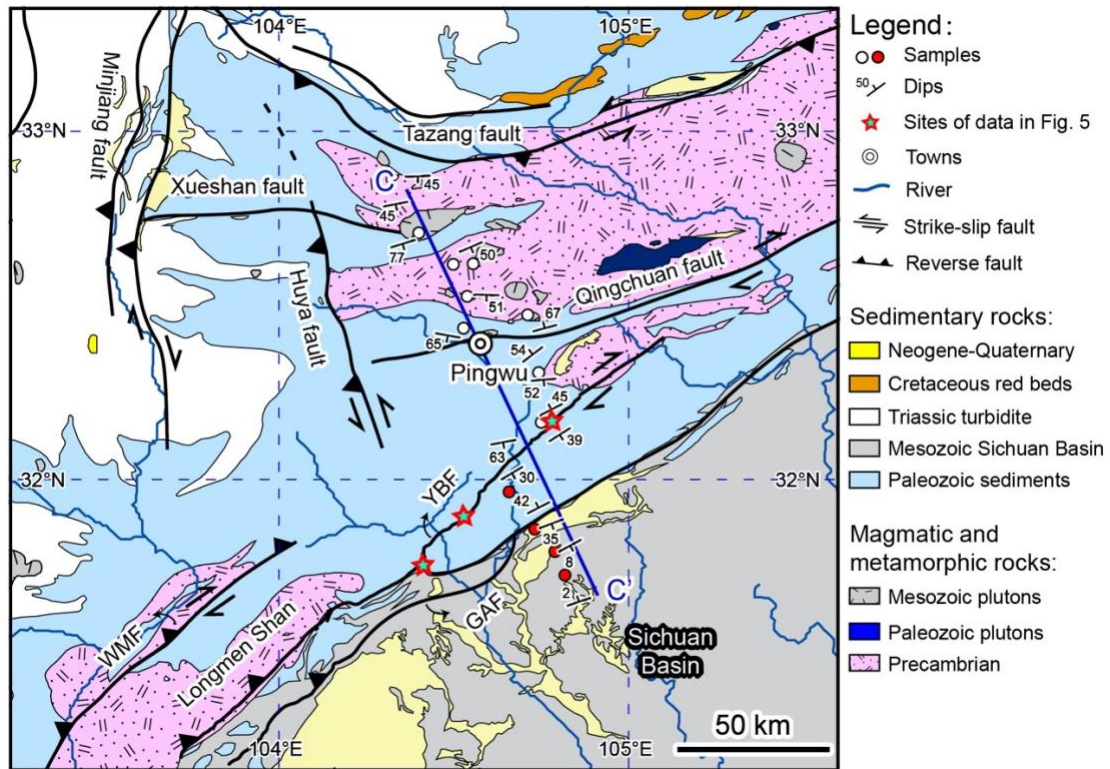 104°E
105°E
Minjiang fault
33°N
33°N
Tazang fault
Xueshan fault
C
45
45
77
50
Huya fault
51
67
Qingchuan fault
65
54
Pingwu
52
45
39
63
32°N
32°N
30
YBF
42
35
8
2
C'
GAF
WMF
Longmen Shan
Sichuan
Basin
50 km
104°E
105°E
Legend:
Samples
50
Dips
Sites of data in Fig. 5
Towns
River
Strike-slip fault
Reverse fault
Sedimentary rocks:
Neogene-Quaternary
Cretaceous red beds
Triassic turbidite
Mesozoic Sichuan Basin
Paleozoic sediments
Magmatic and
metamorphic rocks:
Mesozoic plutons
Paleozoic plutons
Precambrian